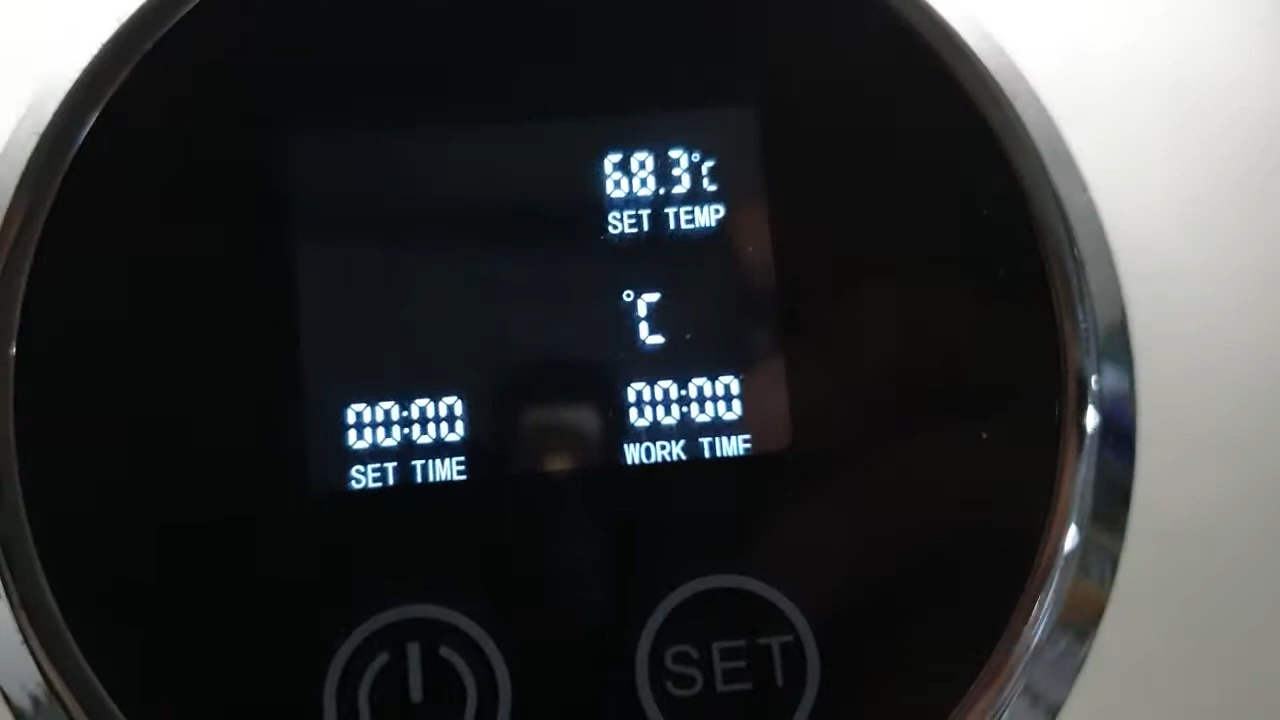 68.3°C
SET TEMP
°C
00:00
SET TIME
00:00
WORK TIME
SET